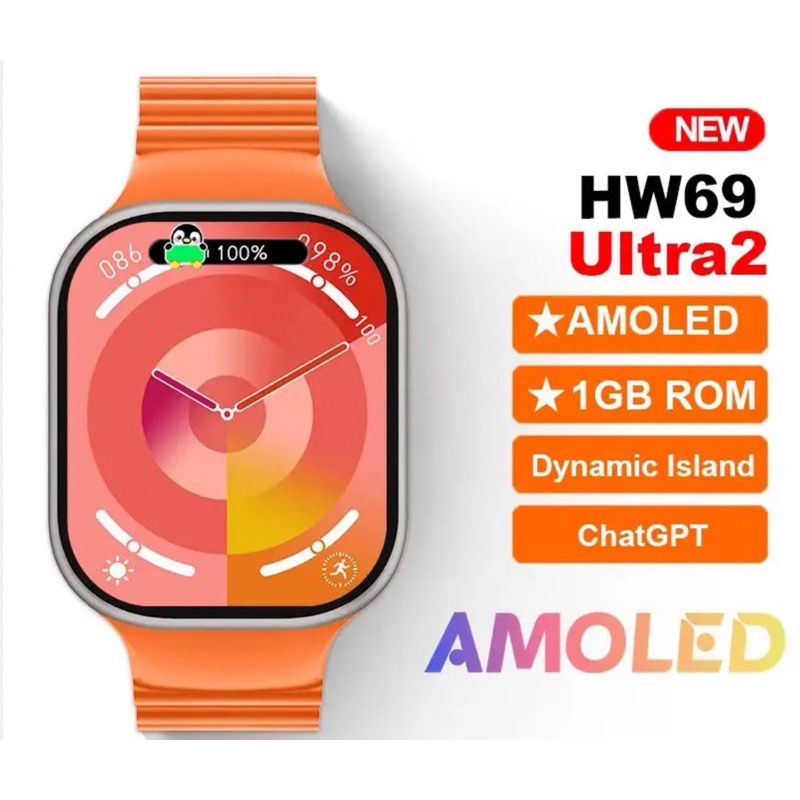 NEW
HW69
Ultra2
★AMOLED
★1GB ROM
Dynamic Island
ChatGPT
AMOLED
086
100%
98%
100